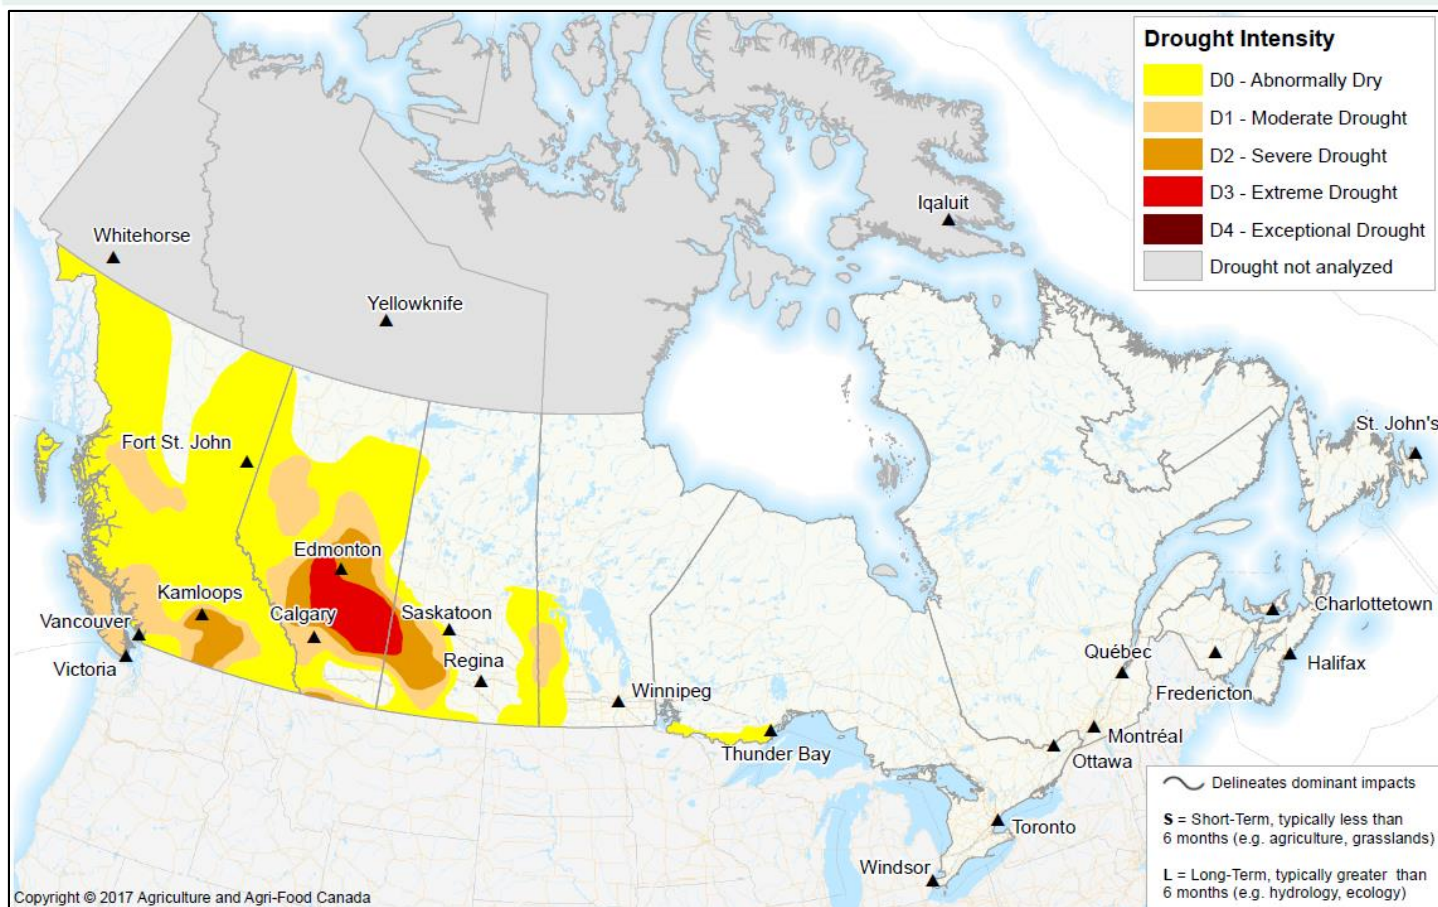 Drought Intensity
D0 - Abnormally Dry
D1 - Moderate Drought
D2 - Severe Drought
D3 - Extreme Drought
D4 - Exceptional Drought
Drought not analyzed
Iqaluit
Whitehorse
Yellowknife
Fort St. John
St. John's
Edmonton
Kamloops
Calgary
Saskatoon
Charlottetown
Vancouver
Victoria
Regina
Québec
Halifax
Winnipeg
Fredericton
Montréal
Thunder Bay
Ottawa
Delineates dominant impacts
S = Short-Term, typically less than
6 months (e.g. agriculture, grasslands)
Toronto
Windsor
L = Long-Term, typically greater than
6 months (e.g. hydrology, ecology)
Copyright © 2017 Agriculture and Agri-Food Canada